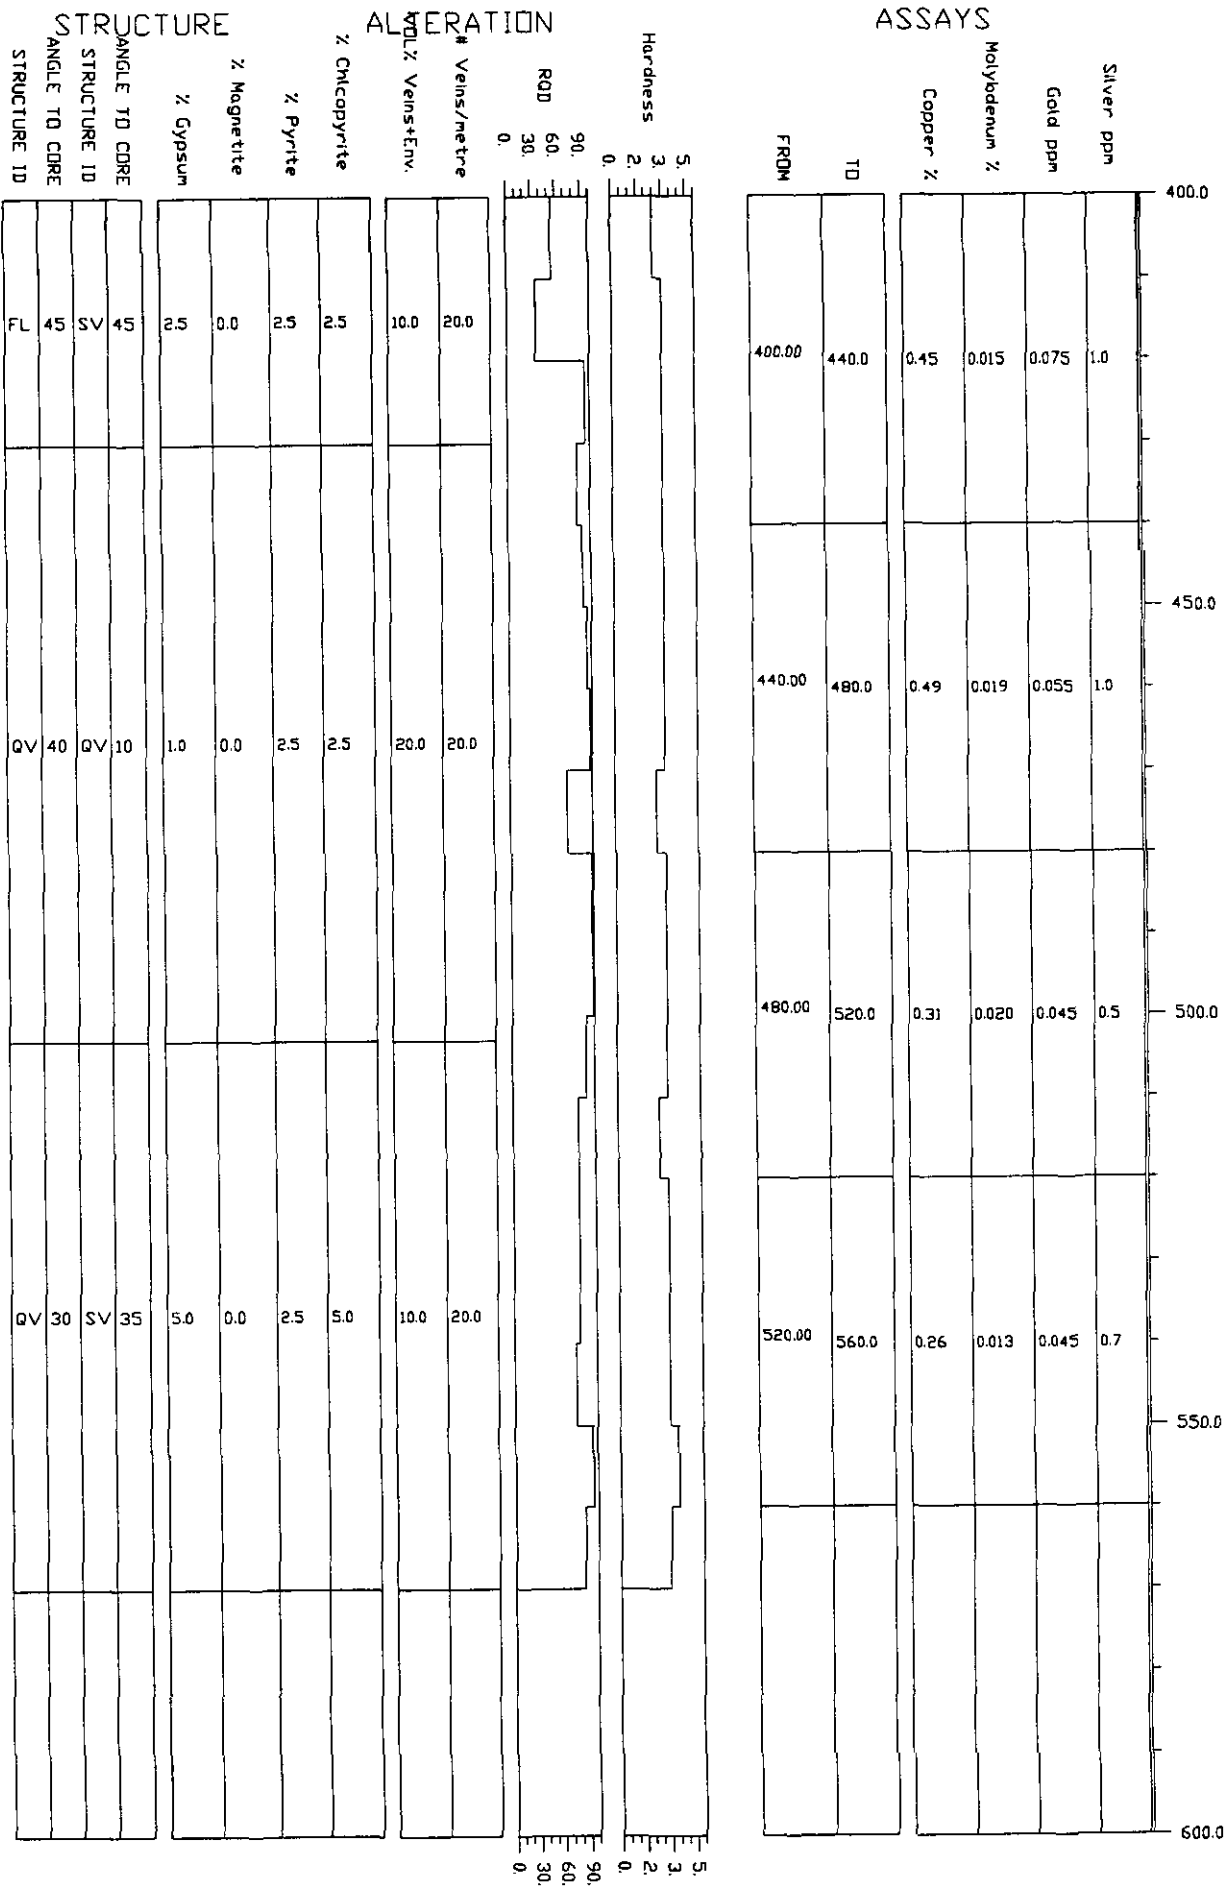 STRUCTURE
ALTERATION
ASSAYS
STRUCTURE ID
ANGLE TO CORE
STRUCTURE ID
ANGLE TO CORE
% Gypsum
% Magnetite
% Pyrite
% Chlcopyrite
VOL% Veins+Env.
# Veins/metre
RQD
Hardness
FROM
TO
Copper %
Molybdenum %
Gold ppm
Silver ppm
0. 30. 60. 90.
0. 2. 3. 5.
400.0
FL 45 SV 45 2.5 0.0 2.5 2.5 10.0 20.0
400.00 440.0 0.45 0.015 0.075 1.0
450.0
440.00 480.0 0.49 0.019 0.055 1.0
QV 40 QV 10 1.0 0.0 2.5 2.5 20.0 20.0
480.00 520.0 0.31 0.020 0.045 0.5
500.0
QV 30 SV 35 5.0 0.0 2.5 5.0 10.0 20.0
520.00 560.0 0.26 0.013 0.045 0.7
550.0
600.0
0. 30. 60. 90.
0. 2. 3. 5.